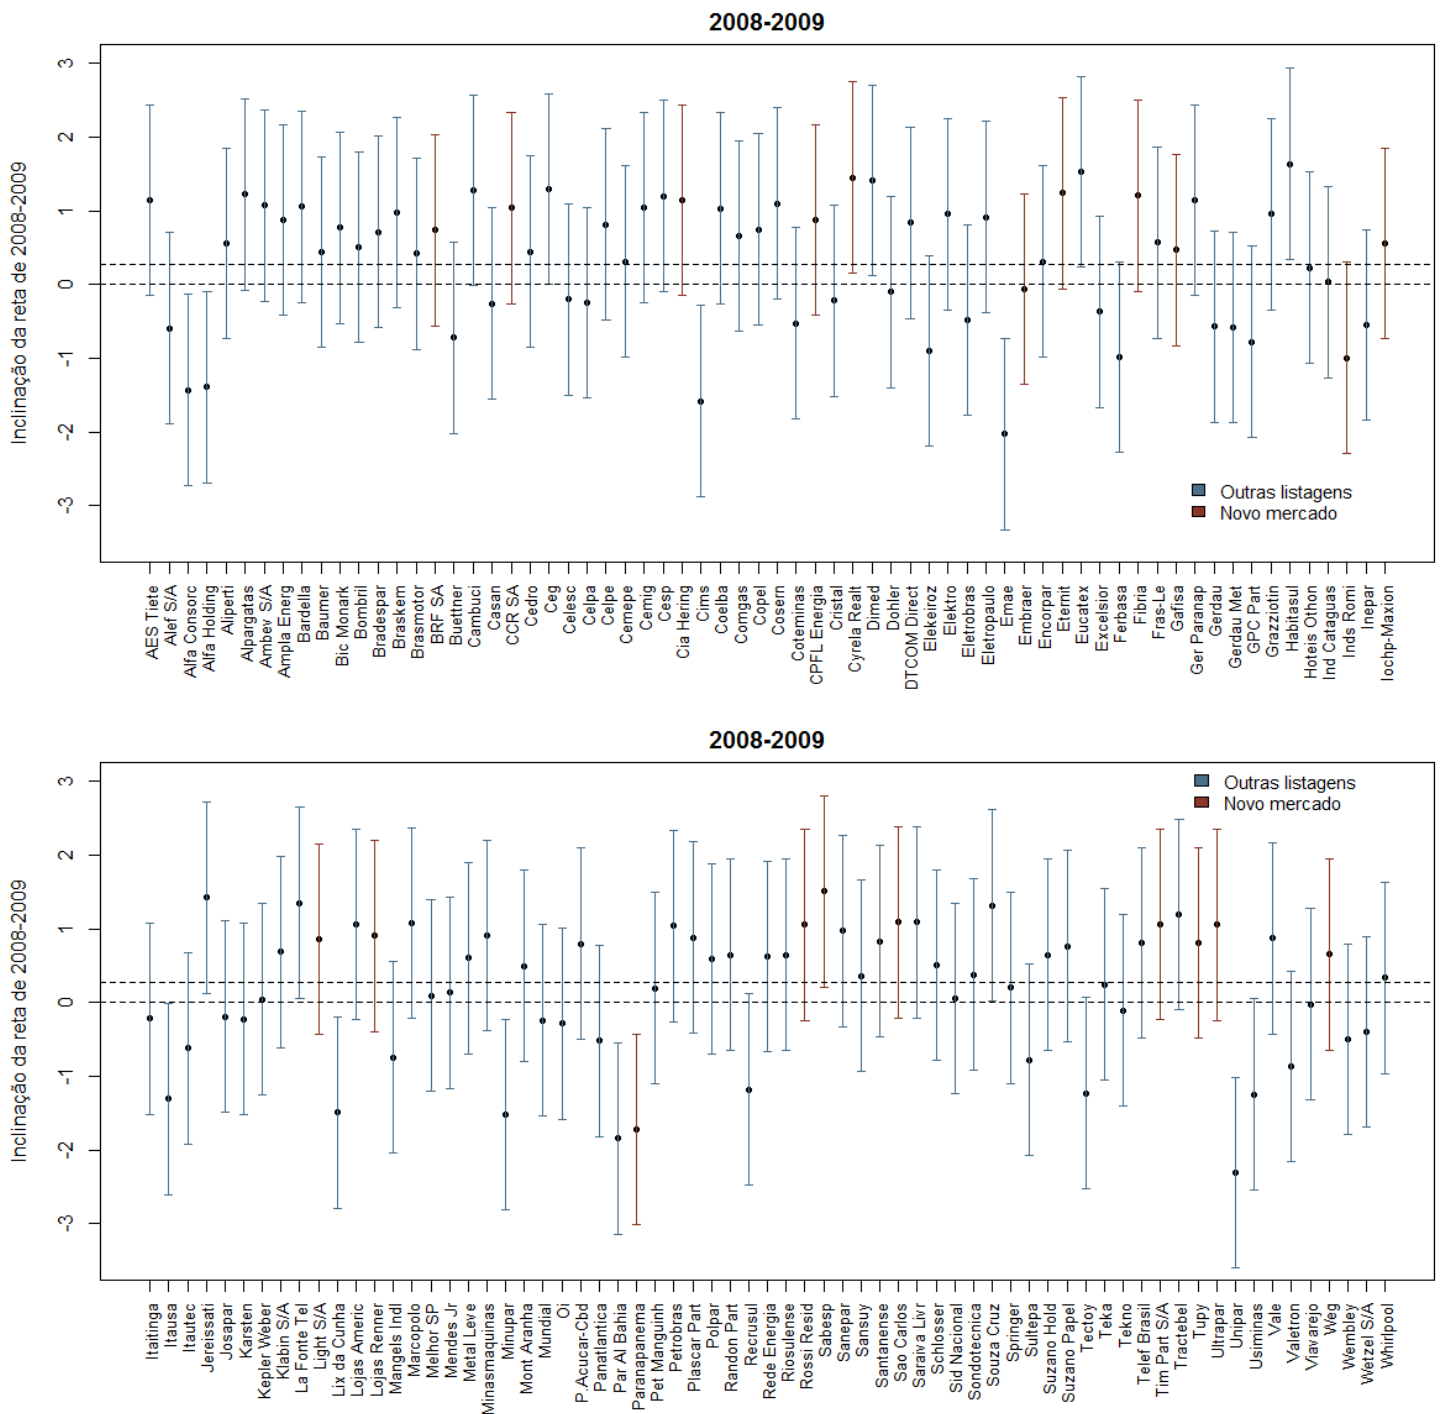 2008-2009
Inclinação da reta de 2008-2009
3
2
1
0
-1
-2
-3
Outras listagens
Novo mercado
AES Tiete
Alef S/A
Alfa Consorc
Alfa Holding
Aliperti
Alpargatas
Ambev S/A
Ampla Energ
Bardella
Baumer
Bic Monark
Bombril
Bradespar
Braskem
Brasmotor
BRF SA
Buettner
Cambuci
Casan
CCR SA
Cedro
Ceg
Celesc
Celpa
Celpe
Cemepe
Cemig
Cesp
Cia Hering
Cims
Coelba
Comgas
Copel
Cosern
Coteminas
CPFL Energia
Cristal
Cyrela Realt
Dimed
Dohler
DTCOM Direct
Elekeiroz
Elektro
Eletrobras
Eletropaulo
Emae
Embraer
Encorpar
Eternit
Eucatex
Excelsior
Ferbasa
Fibria
Fras-Le
Gafisa
Ger Paranap
Gerdau
Gerdau Met
GPC Part
Grazziotin
Habitasul
Hoteis Othon
Ind Cataguas
Inds Romi
Inepar
Iochp-Maxion
2008-2009
Inclinação da reta de 2008-2009
3
2
1
0
-1
-2
-3
Outras listagens
Novo mercado
Itaitinga
Itausa
Itautec
Jereissati
Josapar
Karsten
Kepler Weber
Klabin S/A
La Fonte Tel
Light S/A
Lix da Cunha
Lojas Americ
Lojas Renner
Mangels Indl
Marcopolo
Melhor SP
Mendes Jr
Metal Leve
Minasmaquinas
Minupar
Mont Aranha
Mundial
Oi
P.Acucar-Cbd
Panatlantica
Par Al Bahia
Paranapanema
Pet Manguinh
Petrobras
Plascar Part
Polpar
Randon Part
Recrusul
Rede Energia
Riosulense
Rossi Resid
Sabesp
Sanepar
Sansuy
Santanense
Sao Carlos
Saraiva Livr
Schlosser
Sid Nacional
Sondotecnica
Souza Cruz
Springer
Sultepa
Suzano Hold
Suzano Papel
Tectoy
Teka
Tekno
Telef Brasil
Tim Part S/A
Tractebel
Tupy
Ultrapar
Unipar
Usiminas
Vale
Valetron
Viavarejo
Weg
Wembley
Wetzel S/A
Whirlpool